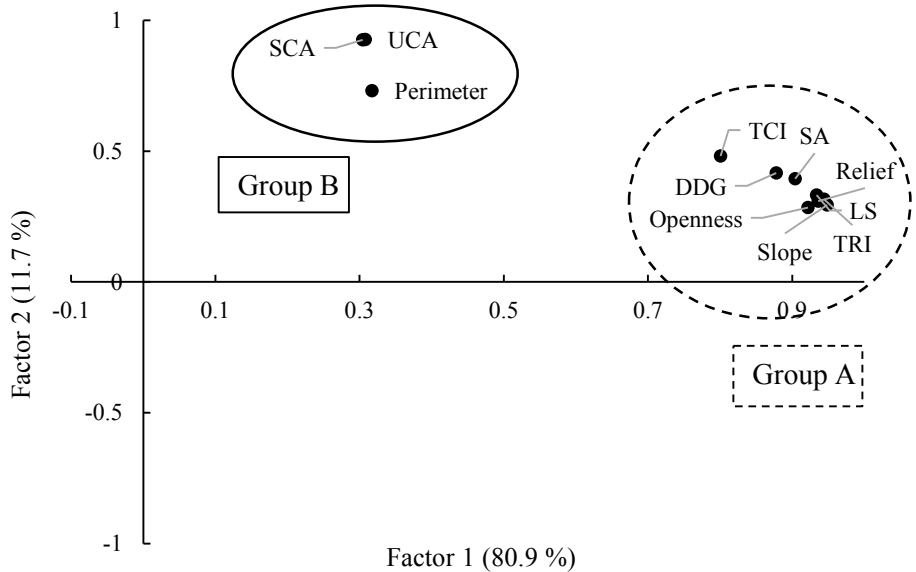 1
SCA
UCA
Perimeter
TCI
SA
0.5
Group B
DDG
Relief
Openness
LS
Slope
TRI
0
-0.1
0.1
0.3
0.5
0.7
0.9
Group A
-0.5
-1
Factor 2 (11.7 %)
Factor 1 (80.9 %)